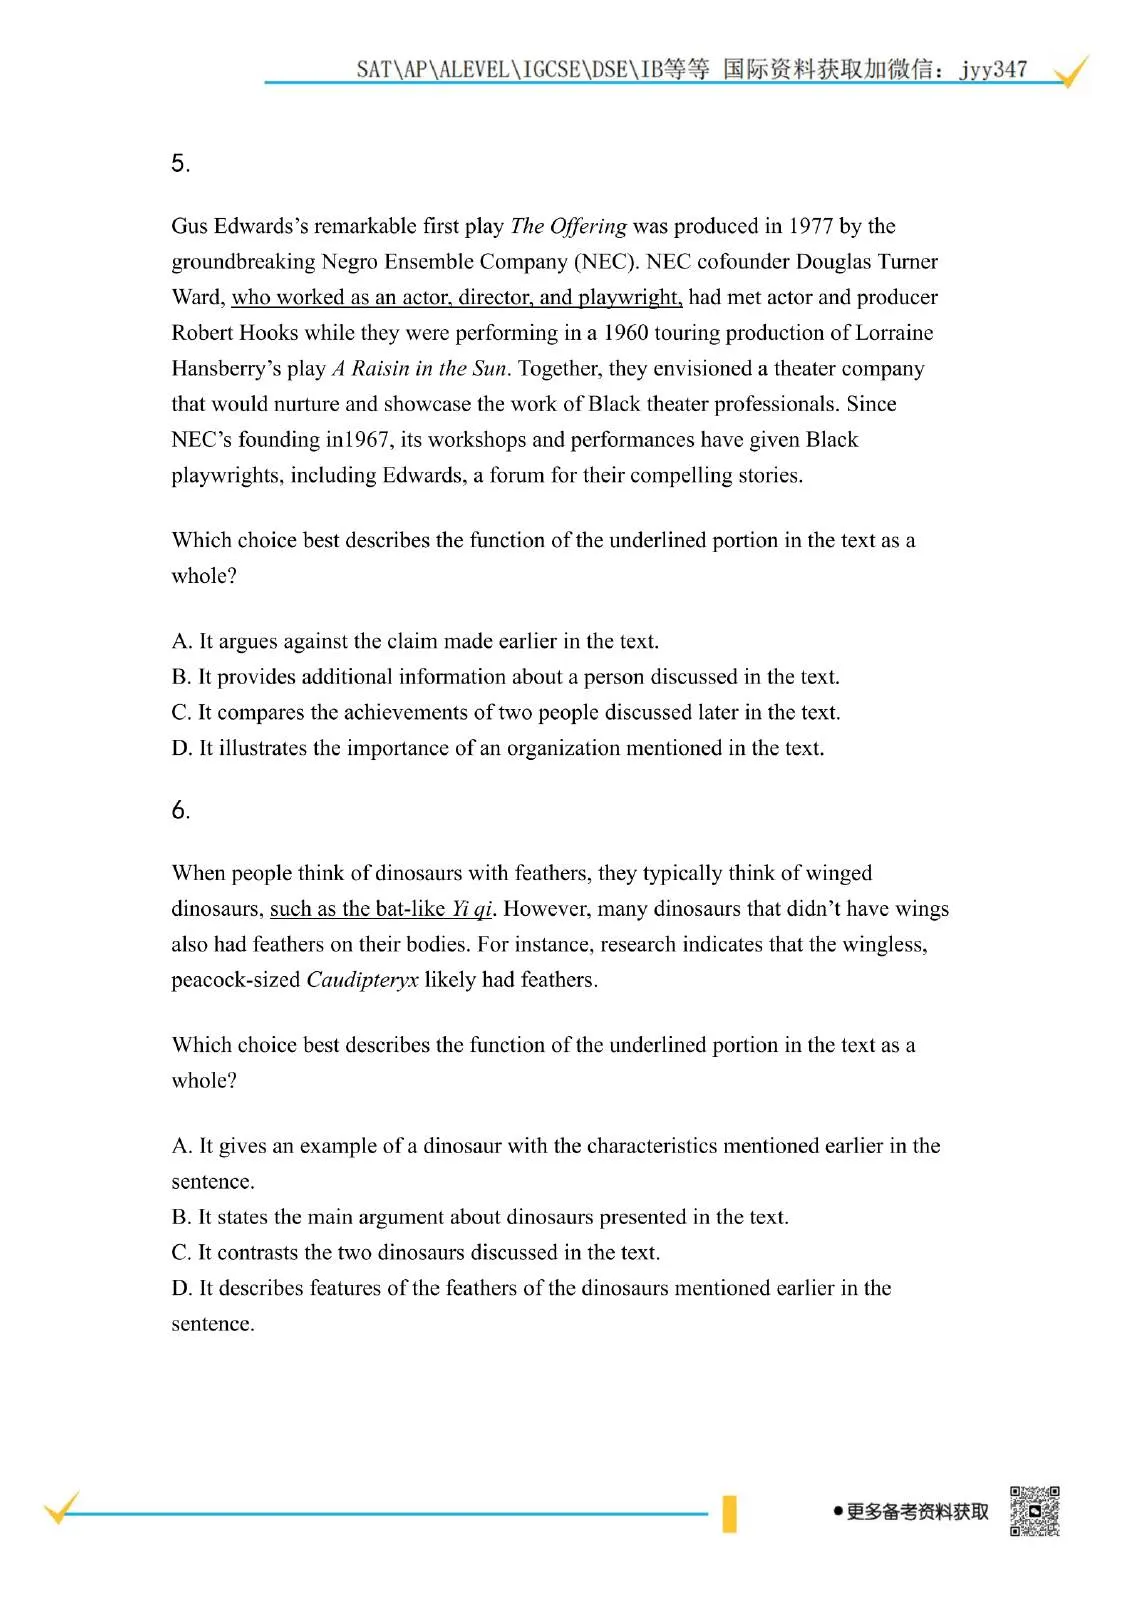 SAT\AP\ALEVEL\IGCSE\DSE\IB等等 国际资料获取加微信：jyy347
5.
Gus Edwards’s remarkable first play The Offering was produced in 1977 by the
groundbreaking Negro Ensemble Company (NEC). NEC cofounder Douglas Turner
Ward, who worked as an actor, director, and playwright, had met actor and producer
Robert Hooks while they were performing in a 1960 touring production of Lorraine
Hansberry’s play A Raisin in the Sun. Together, they envisioned a theater company
that would nurture and showcase the work of Black theater professionals. Since
NEC’s founding in1967, its workshops and performances have given Black
playwrights, including Edwards, a forum for their compelling stories.
Which choice best describes the function of the underlined portion in the text as a
whole?
A. It argues against the claim made earlier in the text.
B. It provides additional information about a person discussed in the text.
C. It compares the achievements of two people discussed later in the text.
D. It illustrates the importance of an organization mentioned in the text.
6.
When people think of dinosaurs with feathers, they typically think of winged
dinosaurs, such as the bat-like Yi qi. However, many dinosaurs that didn’t have wings
also had feathers on their bodies. For instance, research indicates that the wingless,
peacock-sized Caudipteryx likely had feathers.
Which choice best describes the function of the underlined portion in the text as a
whole?
A. It gives an example of a dinosaur with the characteristics mentioned earlier in the
sentence.
B. It states the main argument about dinosaurs presented in the text.
C. It contrasts the two dinosaurs discussed in the text.
D. It describes features of the feathers of the dinosaurs mentioned earlier in the
sentence.
●更多备考资料获取